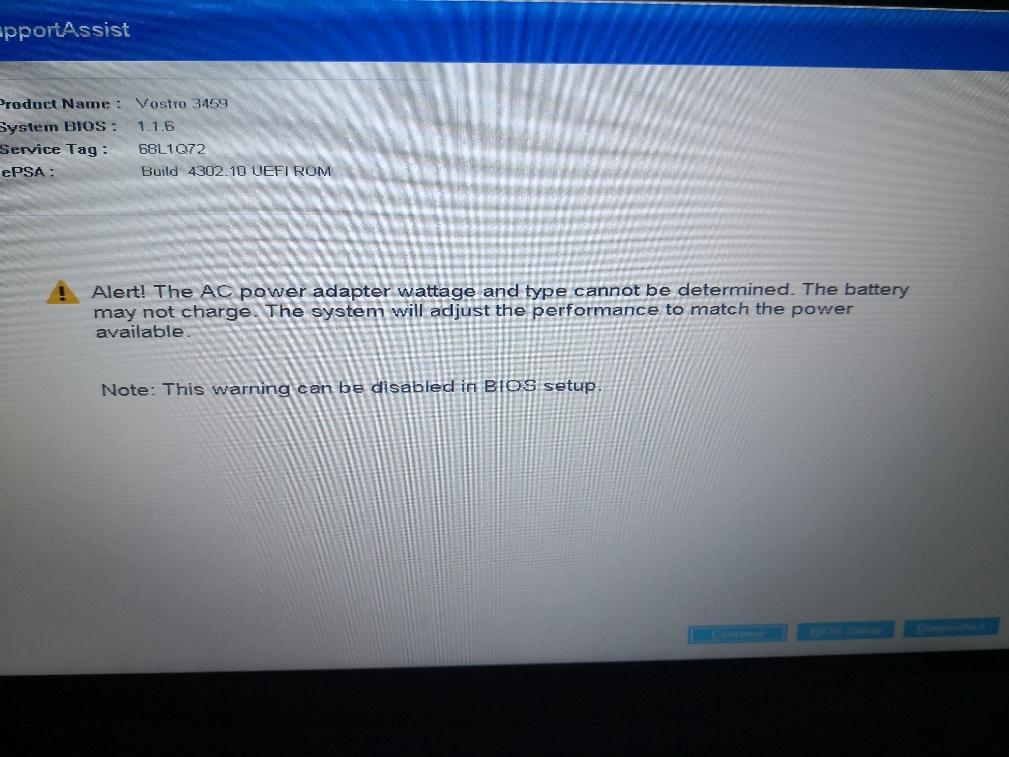 pportAssist
Product Name : Vostro 3459
System BIOS : 1.1.6
Service Tag : 68L1Q72
ePSA : Build 4302.10 UEFI ROM
Alert! The AC power adapter wattage and type cannot be determined. The battery
may not charge. The system will adjust the performance to match the power
available.
Note: This warning can be disabled in BIOS setup.
Continue BIOS Setup Diagnostics